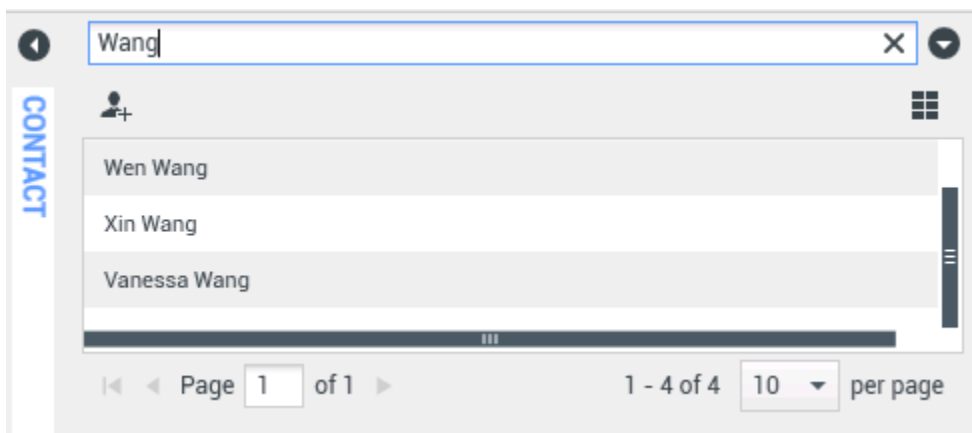 Wang
CONTACT
Wen Wang
Xin Wang
Vanessa Wang
Page 1 of 1 1 - 4 of 4 10 per page